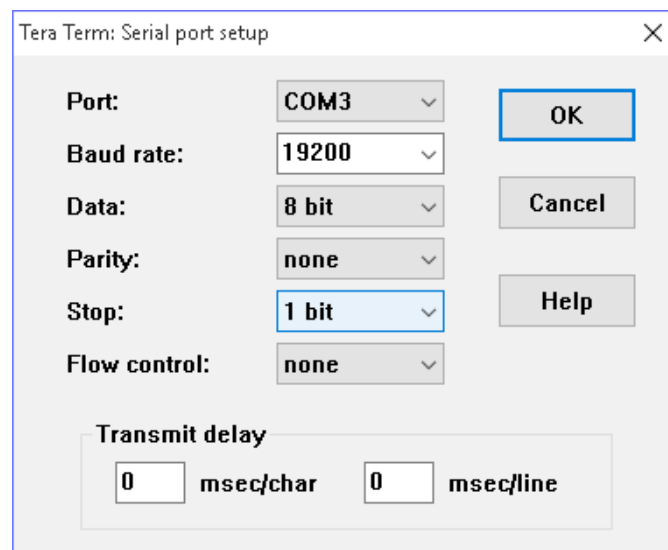 Tera Term: Serial port setup
Port: COM3 OK
Baud rate: 19200
Data: 8 bit Cancel
Parity: none
Stop: 1 bit Help
Flow control: none
Transmit delay
0 msec/char 0 msec/line